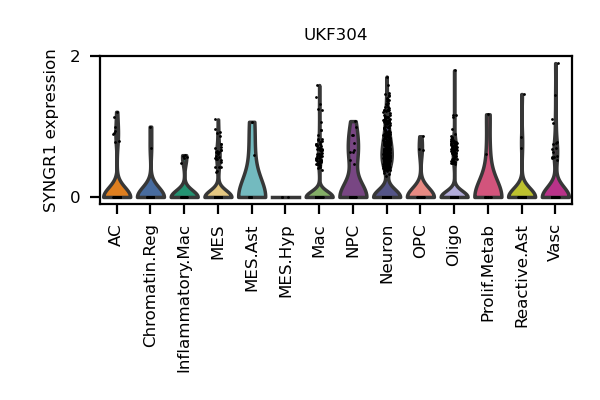 UKF304
SYNGR1 expression
2
0
AC
Chromatin.Reg
Inflammatory.Mac
MES
MES.Ast
MES.Hyp
Mac
NPC
Neuron
OPC
Oligo
Prolif.Metab
Reactive.Ast
Vasc